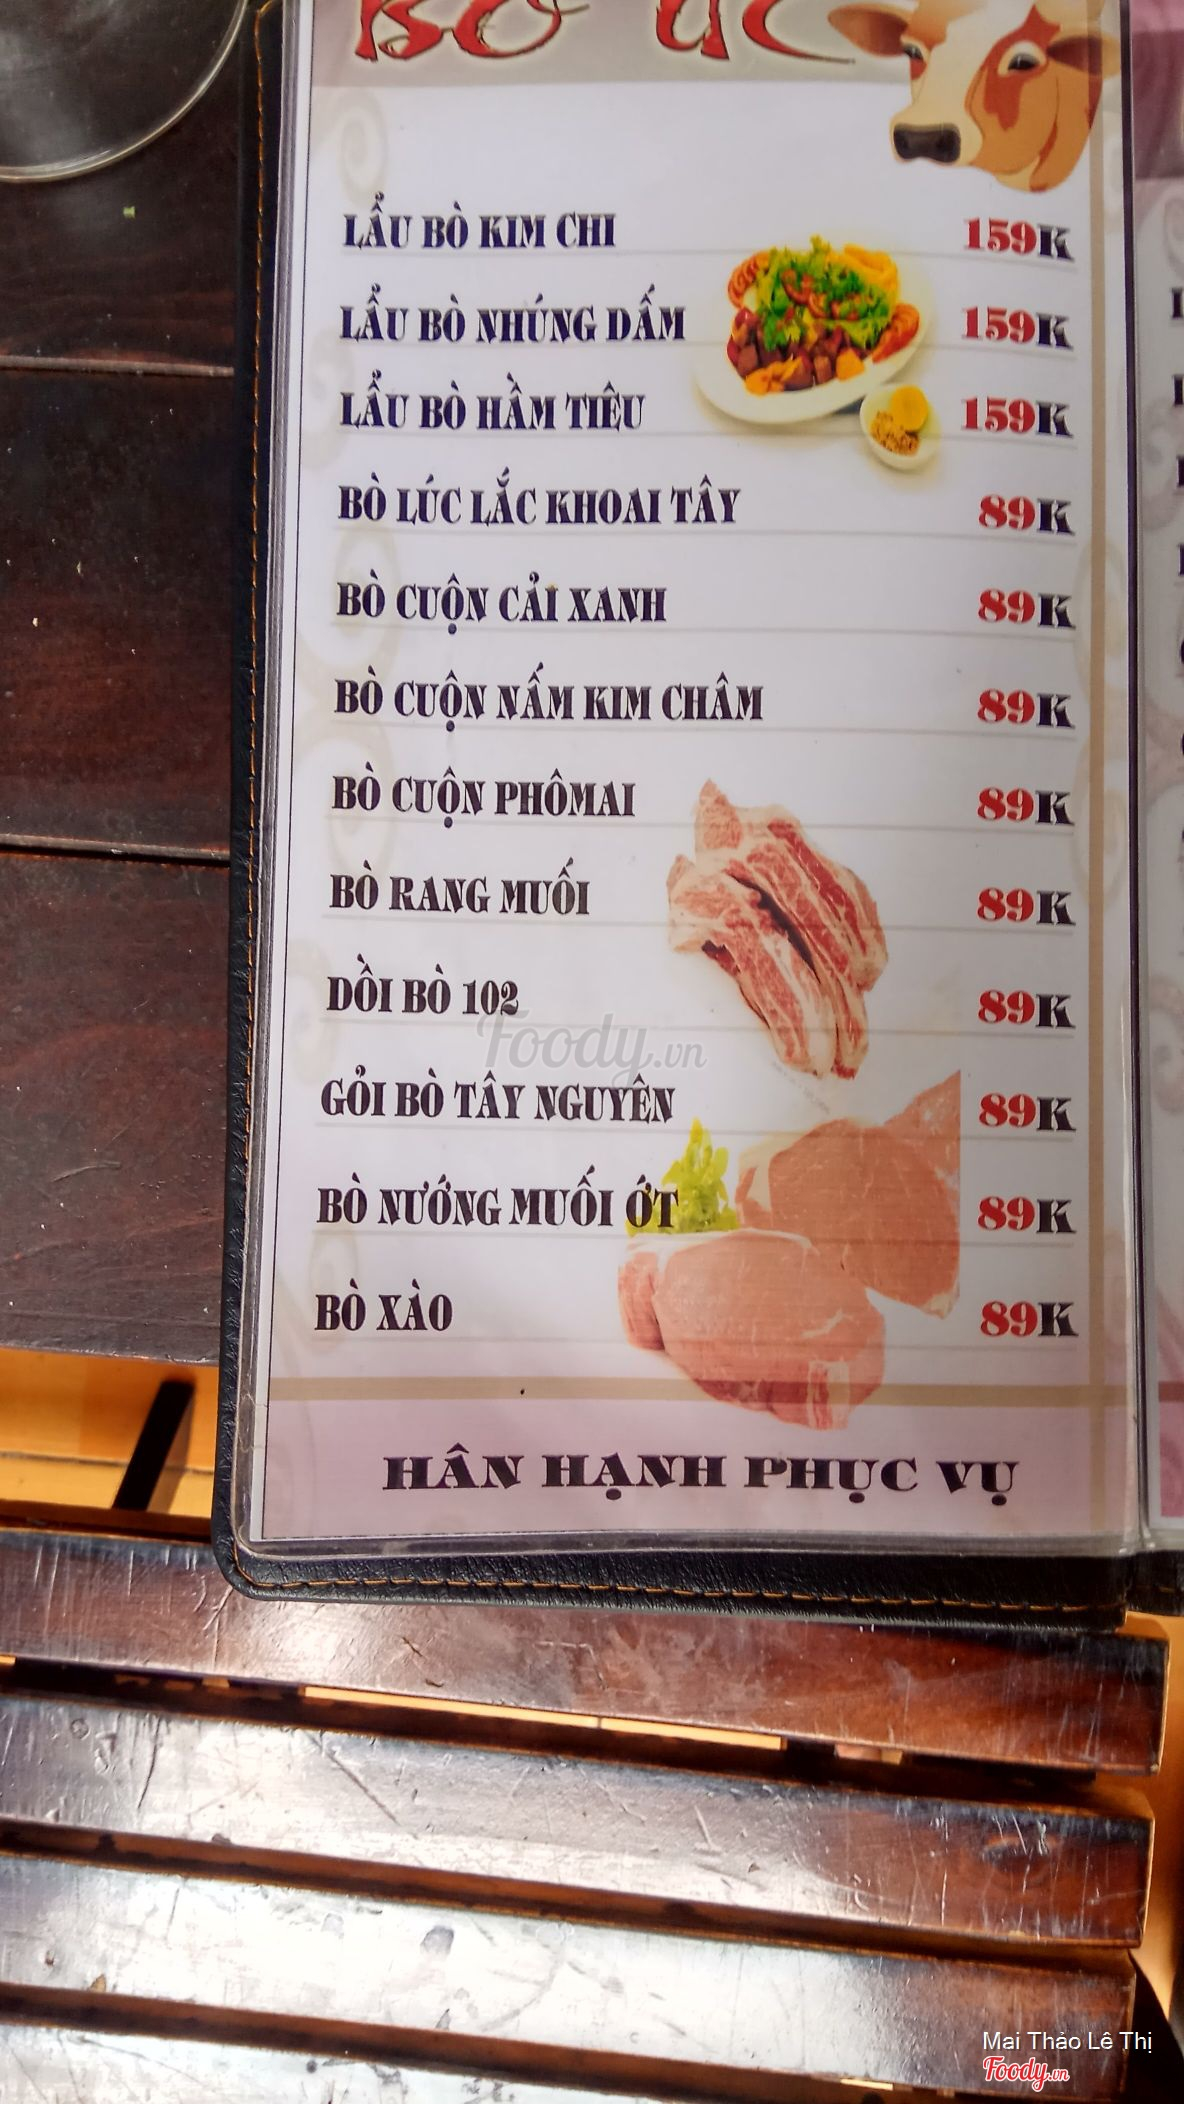 BÒ ÚC
LẨU BÒ KIM CHI 159K
LẨU BÒ NHÚNG DẤM 159K
LẨU BÒ HẦM TIÊU 159K
BÒ LÚC LẮC KHOAI TÂY 89K
BÒ CUỘN CẢI XANH 89K
BÒ CUỘN NẤM KIM CHÂM 89K
BÒ CUỘN PHÔMAI 89K
BÒ RANG MUỐI 89K
DỒI BÒ 102 89K
Foody.vn
GỎI BÒ TÂY NGUYÊN 89K
BÒ NƯỚNG MUỐI ỚT 89K
BÒ XÀO 89K
HÂN HẠNH PHỤC VỤ
Mai Thảo Lê Thị
Foody.vn